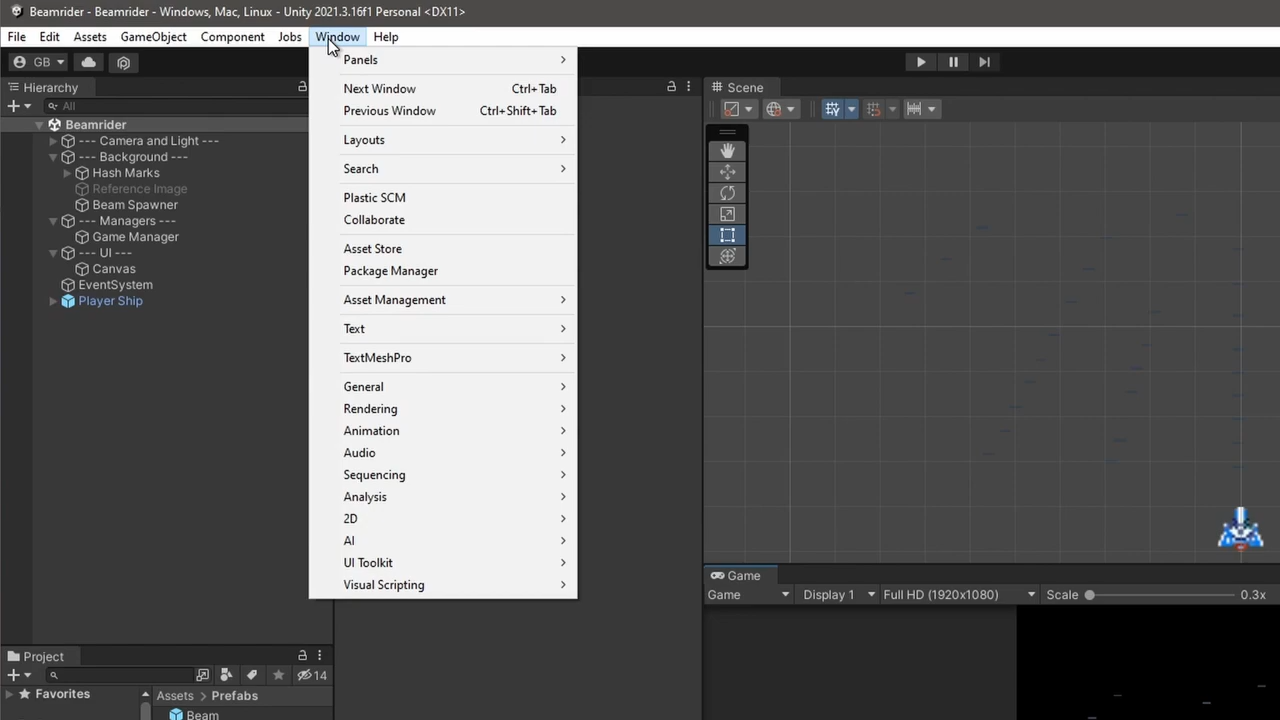 Beamrider - Beamrider - Windows, Mac, Linux - Unity 2021.3.16f1 Personal <DX11>
File Edit Assets GameObject Component Jobs Window Help
GB
Hierarchy
All
Beamrider
--- Camera and Light ---
--- Background ---
Hash Marks
Reference Image
Beam Spawner
--- Managers ---
Game Manager
--- UI ---
Canvas
EventSystem
Player Ship
Panels
Next Window Ctrl+Tab
Previous Window Ctrl+Shift+Tab
Layouts
Search
Plastic SCM
Collaborate
Asset Store
Package Manager
Asset Management
Text
TextMeshPro
General
Rendering
Animation
Audio
Sequencing
Analysis
2D
AI
UI Toolkit
Visual Scripting
Scene
Game
Game Display 1 Full HD (1920x1080) Scale 0.3x
Project
14
Favorites
Assets > Prefabs
Beam